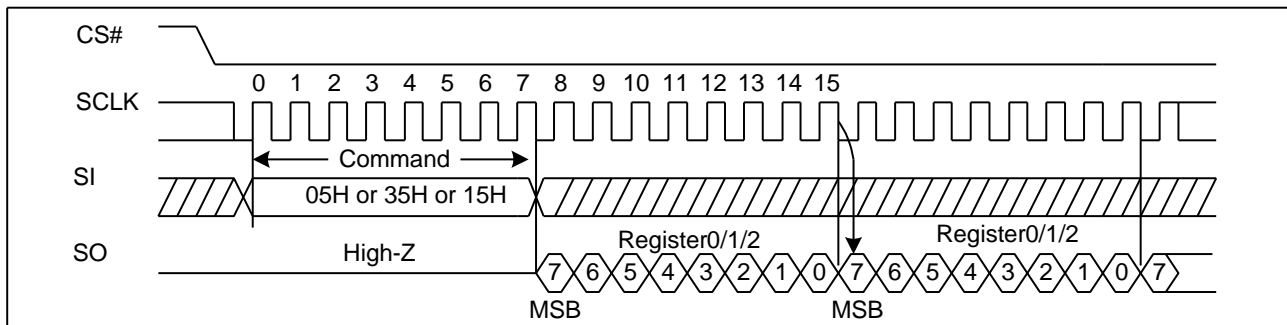 CS#
0 1 2 3 4 5 6 7 8 9 10 11 12 13 14 15
SCLK
Command
SI
05H or 35H or 15H
Register0/1/2 Register0/1/2
SO
High-Z
7 6 5 4 3 2 1 0 7 6 5 4 3 2 1 0 7
MSB MSB